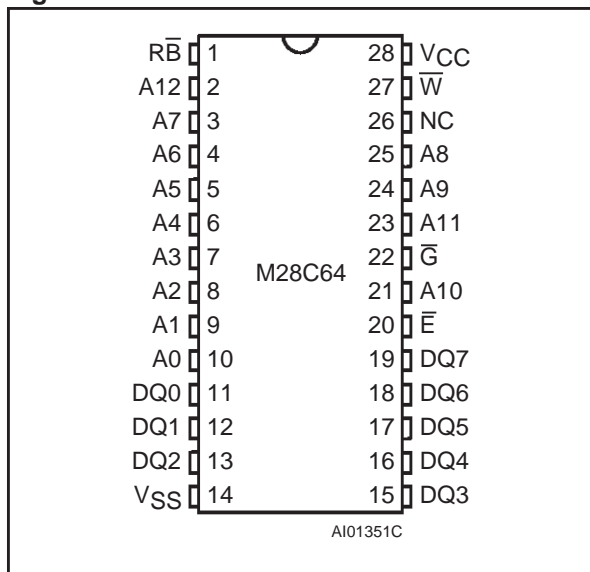 RB̅ 1 28 VCC
A12 2 27 W̅
A7 3 26 NC
A6 4 25 A8
A5 5 24 A9
A4 6 23 A11
A3 7 22 G̅
M28C64
A2 8 21 A10
A1 9 20 E̅
A0 10 19 DQ7
DQ0 11 18 DQ6
DQ1 12 17 DQ5
DQ2 13 16 DQ4
VSS 14 15 DQ3
AI01351C